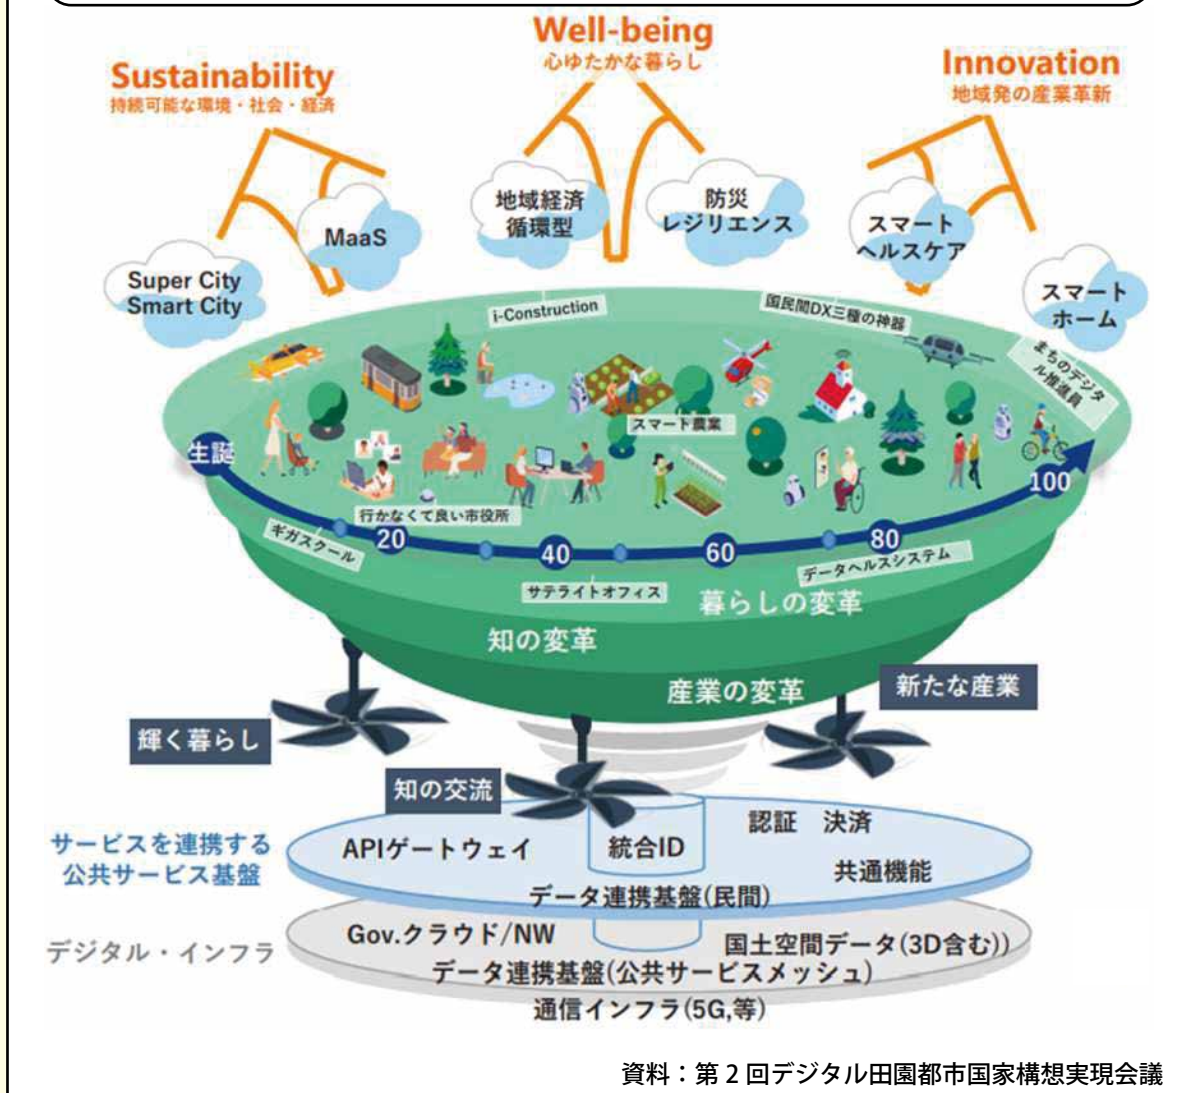 Well-being
心ゆたかな暮らし
Sustainability
持続可能な環境・社会・経済
Innovation
地域発の産業革新
Super City
Smart City
MaaS
地域経済
循環型
防災
レジリエンス
スマート
ヘルスケア
スマート
ホーム
i-Construction
国民間DX三種の神器
まちのデジタ
ル推進員
スマート農業
生誕
行かなくて良い市役所
ギガスクール
20
40
60
80
100
サテライトオフィス
データヘルスシステム
暮らしの変革
知の変革
産業の変革
新たな産業
輝く暮らし
知の交流
サービスを連携する
公共サービス基盤
APIゲートウェイ
統合ID
認証 決済
共通機能
データ連携基盤(民間)
デジタル・インフラ
Gov.クラウド/NW
国土空間データ(3D含む))
データ連携基盤(公共サービスメッシュ)
通信インフラ(5G,等)
資料：第2回デジタル田園都市国家構想実現会議